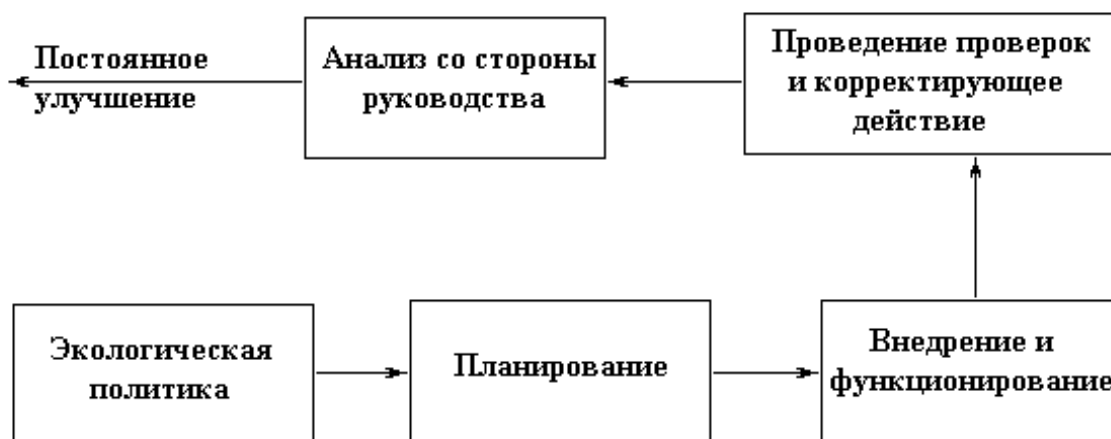 Постоянное
улучшение
Анализ со стороны
руководства
Проведение проверок
и корректирующее
действие
Экологическая
политика
Планирование
Внедрение и
функционирование